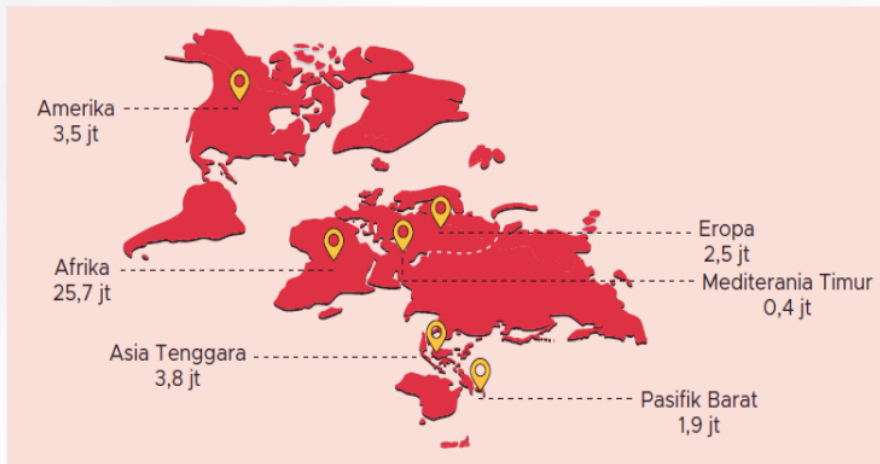 Amerika
3,5 jt
Eropa
2,5 jt
Afrika
25,7 jt
Mediterania Timur
0,4 jt
Asia Tenggara
3,8 jt
Pasifik Barat
1,9 jt